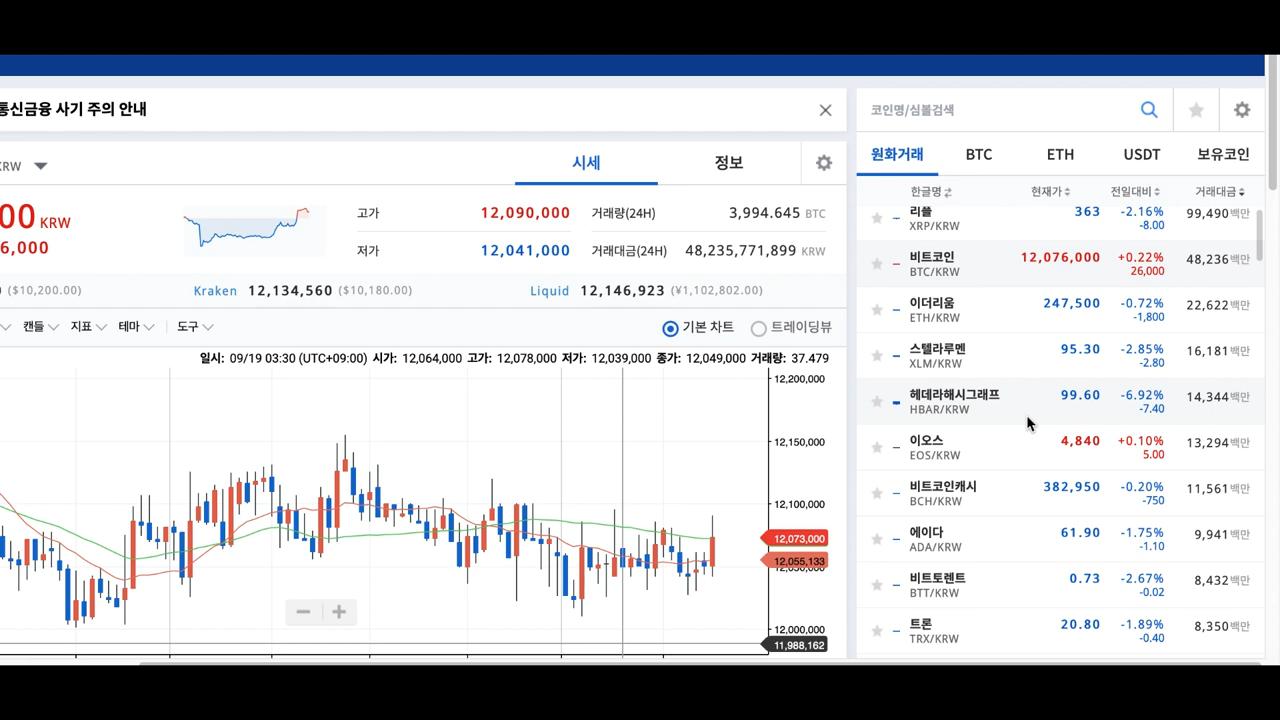 통신금융 사기 주의 안내
KRW
시세 정보
00 KRW
6,000
고가 12,090,000 거래량(24H) 3,994.645 BTC
저가 12,041,000 거래대금(24H) 48,235,771,899 KRW
($10,200.00) Kraken 12,134,560 ($10,180.00) Liquid 12,146,923 (¥1,102,802.00)
캔들 지표 테마 도구 기본 차트 트레이딩뷰
일시: 09/19 03:30 (UTC+09:00) 시가: 12,064,000 고가: 12,078,000 저가: 12,039,000 종가: 12,049,000 거래량: 37.479
12,200,000
12,150,000
12,100,000
12,073,000
12,055,133
12,050,000
12,000,000
11,988,162
코인명/심볼검색
원화거래 BTC ETH USDT 보유코인
한글명 현재가 전일대비 거래대금
리플 363 -2.16% 99,490백만
XRP/KRW -8.00
비트코인 12,076,000 +0.22% 48,236백만
BTC/KRW 26,000
이더리움 247,500 -0.72% 22,622백만
ETH/KRW -1,800
스텔라루멘 95.30 -2.85% 16,181백만
XLM/KRW -2.80
헤데라해시그래프 99.60 -6.92% 14,344백만
HBAR/KRW -7.40
이오스 4,840 +0.10% 13,294백만
EOS/KRW 5.00
비트코인캐시 382,950 -0.20% 11,561백만
BCH/KRW -750
에이다 61.90 -1.75% 9,941백만
ADA/KRW -1.10
비트토렌트 0.73 -2.67% 8,432백만
BTT/KRW -0.02
트론 20.80 -1.89% 8,350백만
TRX/KRW -0.40